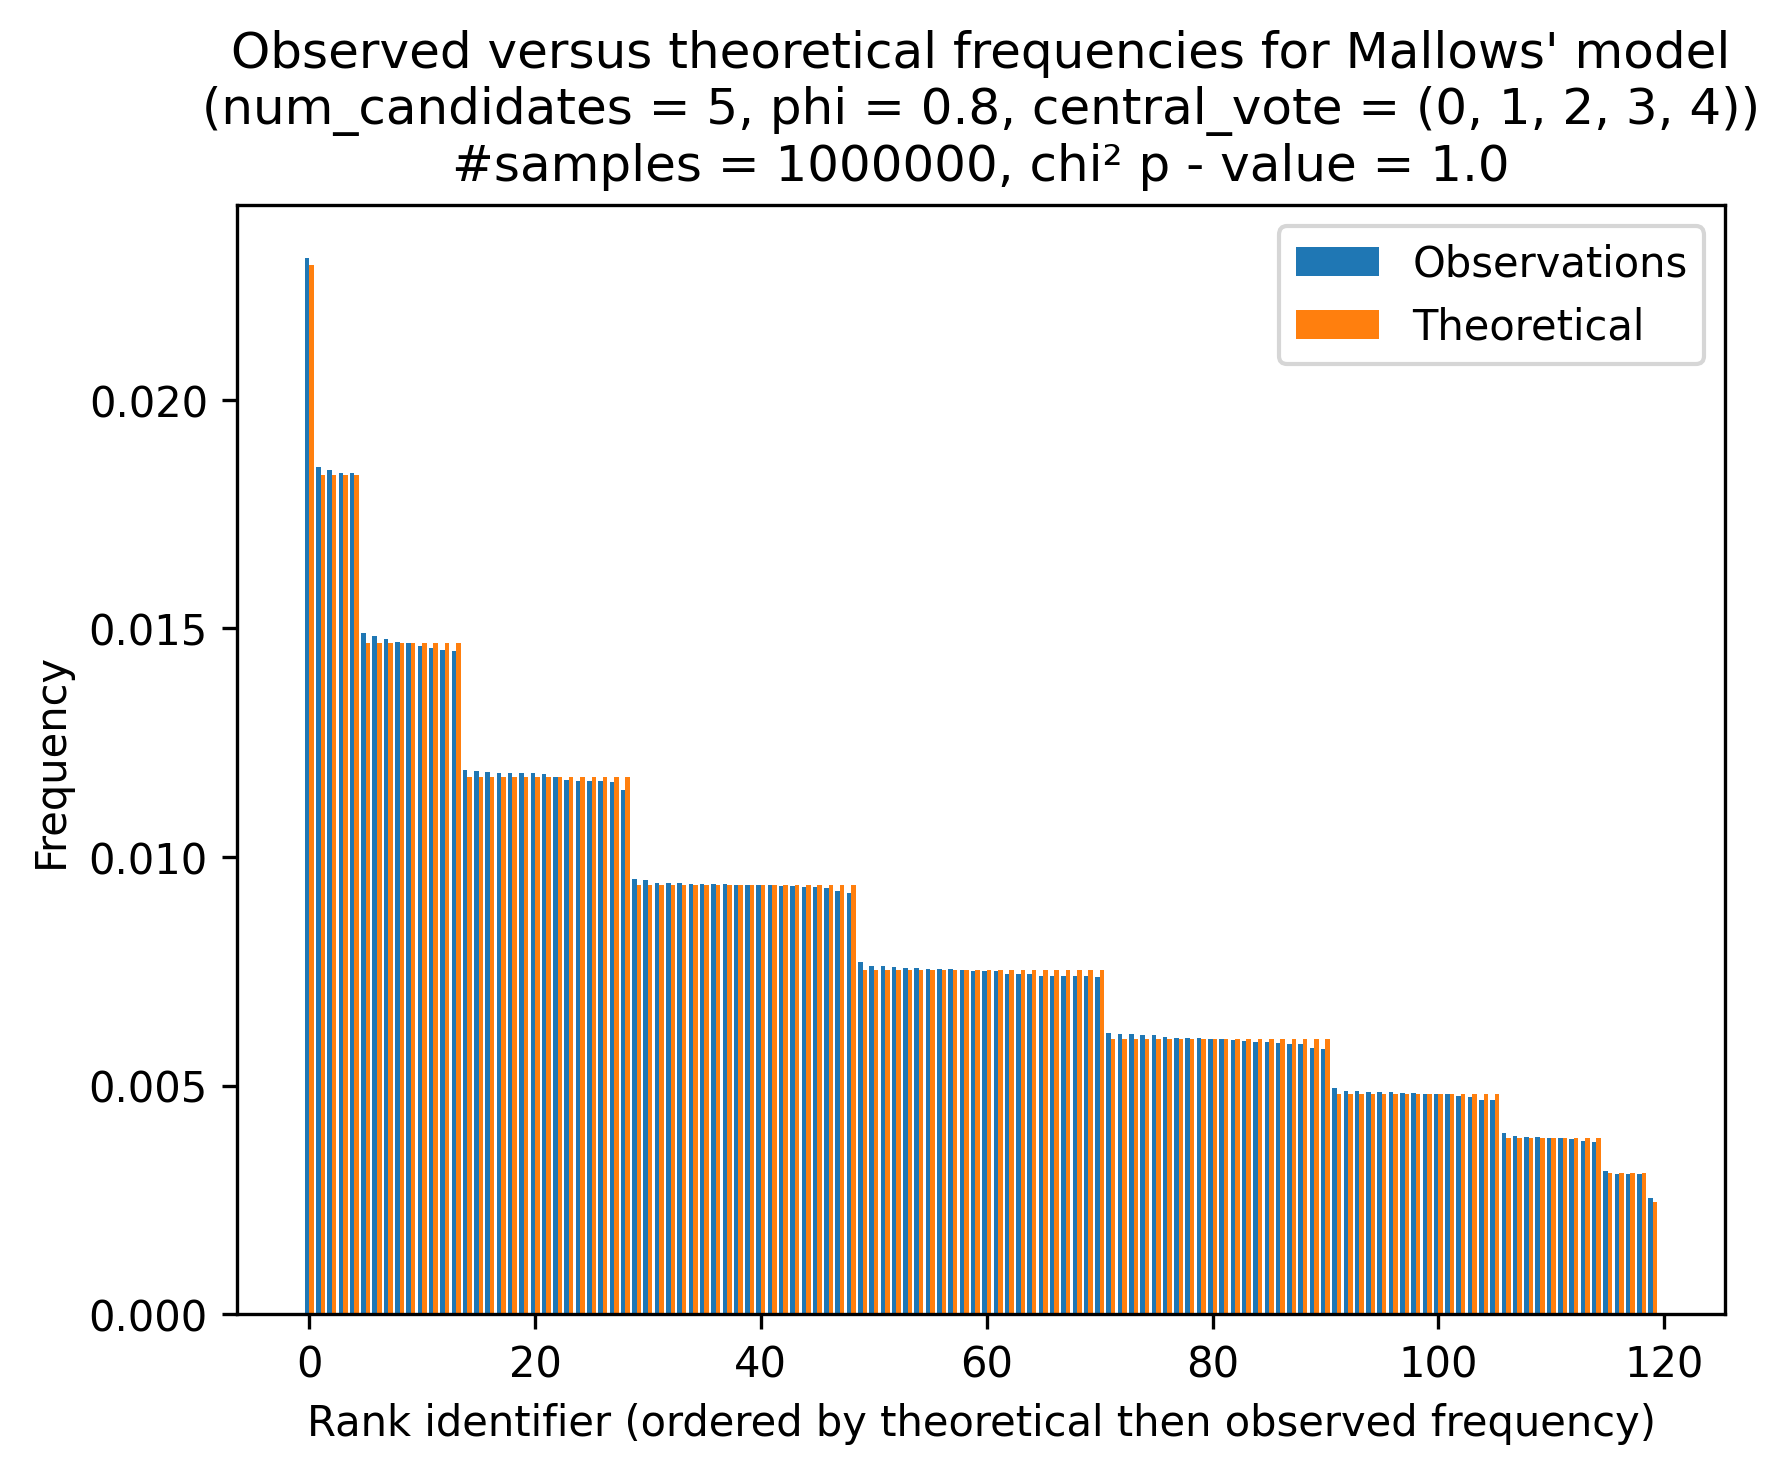 Observed versus theoretical frequencies for Mallows' model
(num_candidates = 5, phi = 0.8, central_vote = (0, 1, 2, 3, 4))
#samples = 1000000, chi² p - value = 1.0
Observations
Theoretical
Frequency
0.020
0.015
0.010
0.005
0.000
0 20 40 60 80 100 120
Rank identifier (ordered by theoretical then observed frequency)